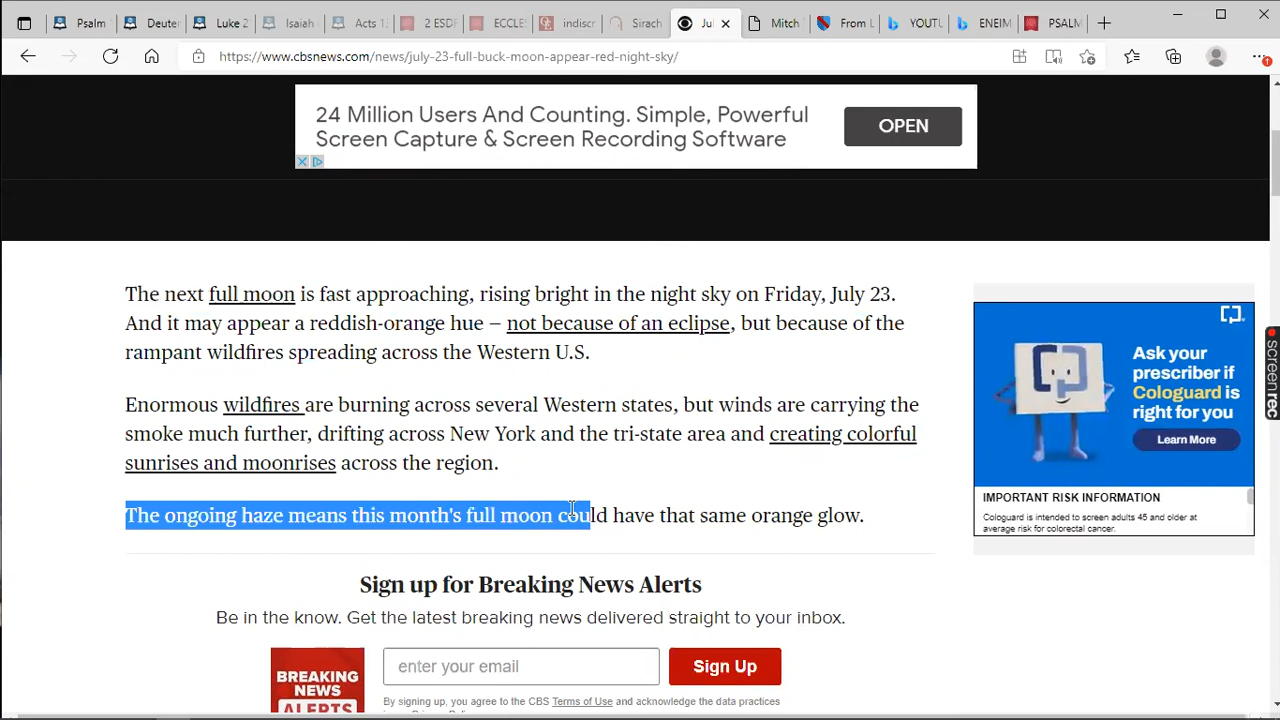 Psalm
Deuter
Luke 2
Isaiah
Acts 1
2 ESDF
ECCLES
indiscr
Sirach
Jul
Mitch
From L
YOUTU
ENEIM
PSALM
https://www.cbsnews.com/news/july-23-full-buck-moon-appear-red-night-sky/
24 Million Users And Counting. Simple, Powerful
Screen Capture & Screen Recording Software
OPEN
The next full moon is fast approaching, rising bright in the night sky on Friday, July 23.
And it may appear a reddish-orange hue — not because of an eclipse, but because of the
rampant wildfires spreading across the Western U.S.
Enormous wildfires are burning across several Western states, but winds are carrying the
smoke much further, drifting across New York and the tri-state area and creating colorful
sunrises and moonrises across the region.
The ongoing haze means this month's full moon could have that same orange glow.
Ask your
prescriber if
Cologuard is
right for you
Learn More
IMPORTANT RISK INFORMATION
Cologuard is intended to screen adults 45 and older at
average risk for colorectal cancer.
screenrec
Sign up for Breaking News Alerts
Be in the know. Get the latest breaking news delivered straight to your inbox.
BREAKING
NEWS
ALERTS
enter your email
Sign Up
By signing up, you agree to the CBS Terms of Use and acknowledge the data practices